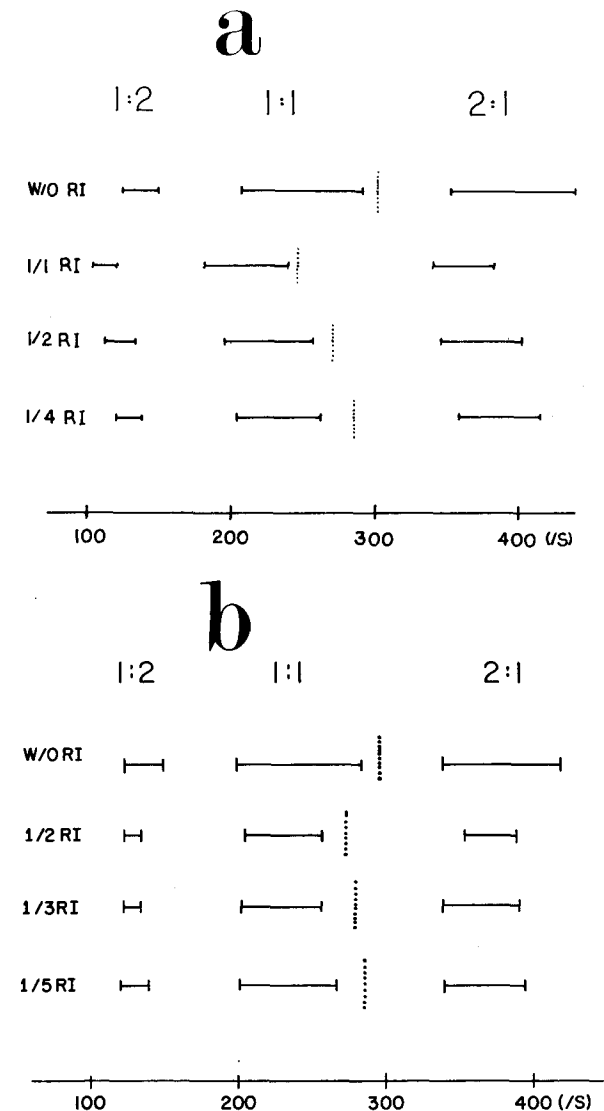 a
1:2 1:1 2:1
W/O RI
1/1 RI
1/2 RI
1/4 RI
100 200 300 400 (/S)
b
1:2 1:1 2:1
W/O RI
1/2 RI
1/3 RI
1/5 RI
100 200 300 400 (/S)